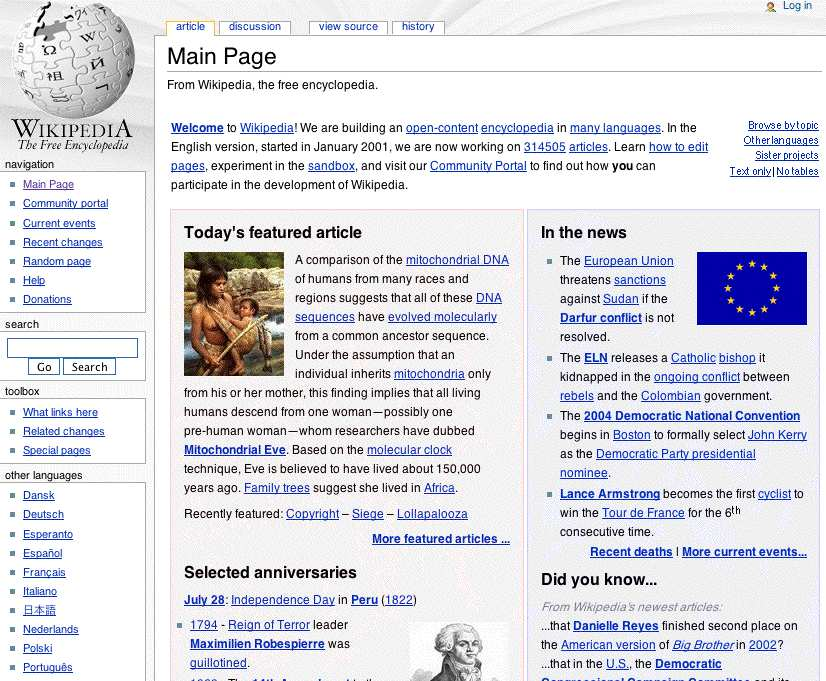 Log in
article
discussion
view source
history
WIKIPEDIA
The Free Encyclopedia
Main Page
From Wikipedia, the free encyclopedia.
Welcome to Wikipedia! We are building an open-content encyclopedia in many languages. In the
English version, started in January 2001, we are now working on 314505 articles. Learn how to edit
pages, experiment in the sandbox, and visit our Community Portal to find out how you can
participate in the development of Wikipedia.
Browse by topic
Other languages
Sister projects
Text only | No tables
navigation
Main Page
Community portal
Current events
Recent changes
Random page
Help
Donations
search
Go
Search
toolbox
What links here
Related changes
Special pages
other languages
Dansk
Deutsch
Esperanto
Español
Français
Italiano
日本語
Nederlands
Polski
Português
Today's featured article
A comparison of the mitochondrial DNA
of humans from many races and
regions suggests that all of these DNA
sequences have evolved molecularly
from a common ancestor sequence.
Under the assumption that an
individual inherits mitochondria only
from his or her mother, this finding implies that all living
humans descend from one woman—possibly one
pre-human woman—whom researchers have dubbed
Mitochondrial Eve. Based on the molecular clock
technique, Eve is believed to have lived about 150,000
years ago. Family trees suggest she lived in Africa.
Recently featured: Copyright – Siege – Lollapalooza
More featured articles ...
Selected anniversaries
July 28: Independence Day in Peru (1822)
1794 - Reign of Terror leader
Maximilien Robespierre was
guillotined.
In the news
The European Union
threatens sanctions
against Sudan if the
Darfur conflict is not
resolved.
The ELN releases a Catholic bishop it
kidnapped in the ongoing conflict between
rebels and the Colombian government.
The 2004 Democratic National Convention
begins in Boston to formally select John Kerry
as the Democratic Party presidential
nominee.
Lance Armstrong becomes the first cyclist to
win the Tour de France for the 6th
consecutive time.
Recent deaths | More current events...
Did you know...
From Wikipedia's newest articles:
...that Danielle Reyes finished second place on
the American version of Big Brother in 2002?
...that in the U.S., the Democratic